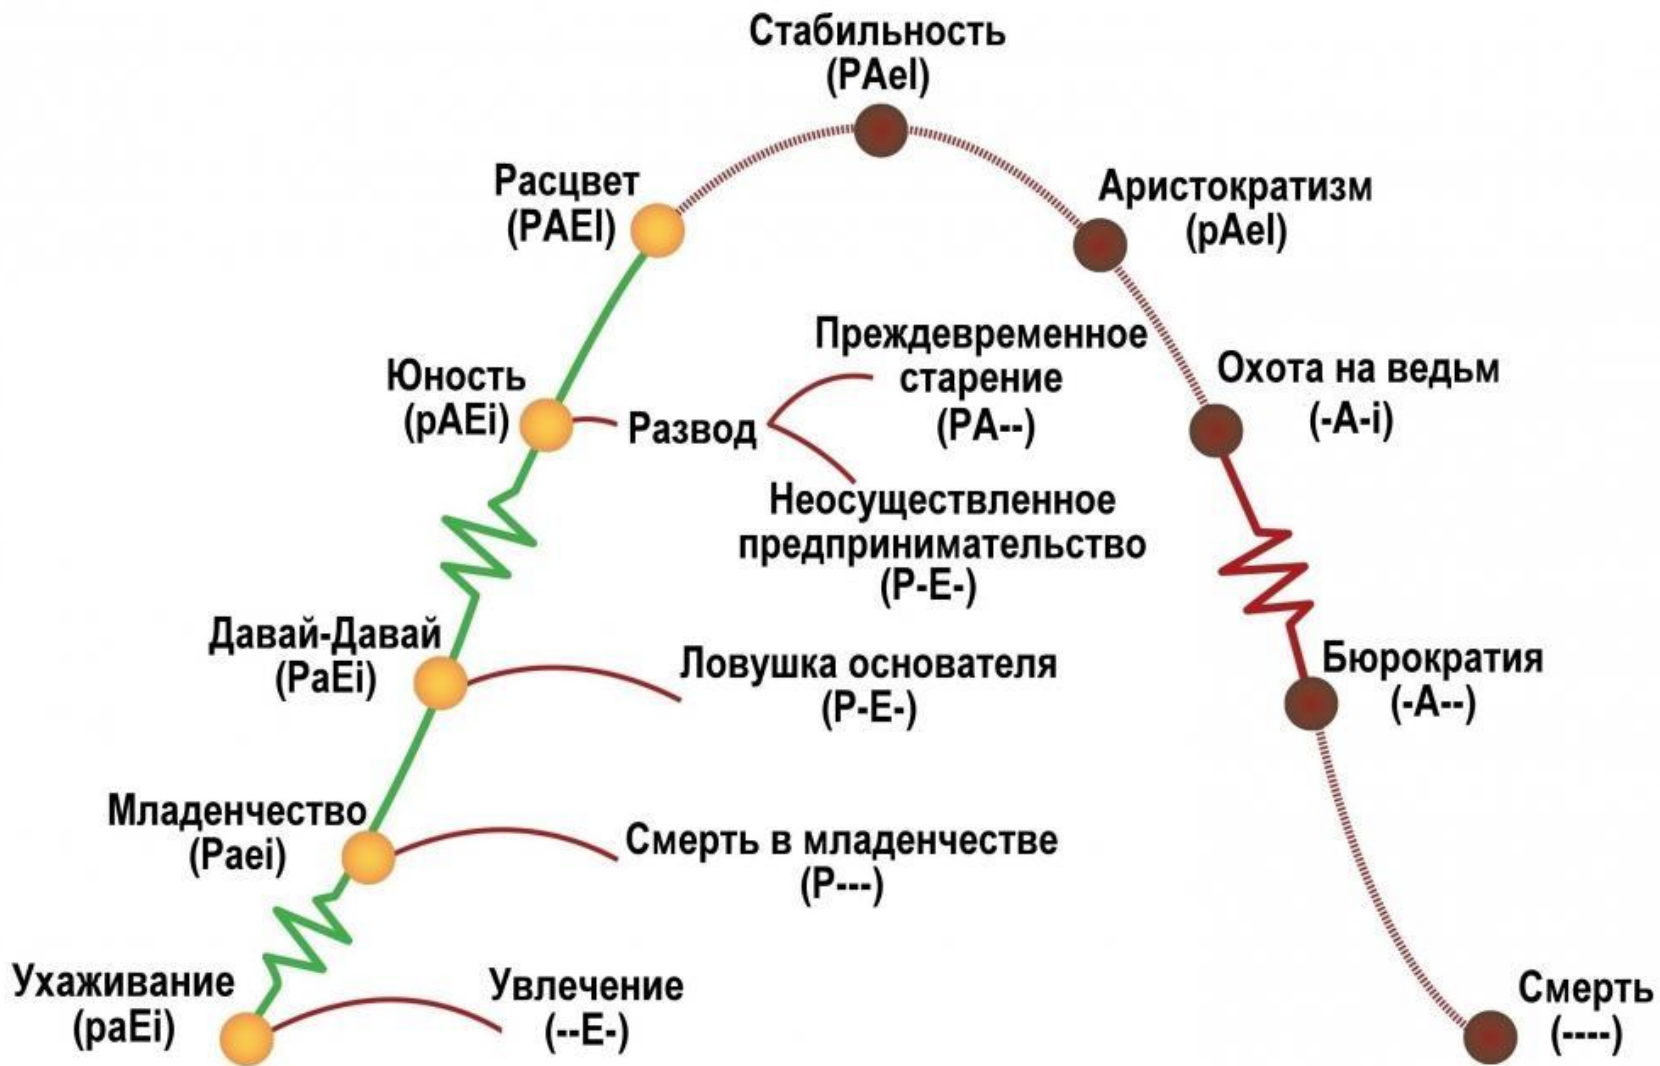 Стабильность
(PAeI)
Расцвет
(PAEI)
Аристократизм
(pAeI)
Преждевременное
старение
(PA--)
Охота на ведьм
(-A-i)
Юность
(pAEi)
Развод
Неосуществленное
предпринимательство
(P-E-)
Давай-Давай
(PaEi)
Ловушка основателя
(P-E-)
Бюрократия
(-A--)
Младенчество
(Paei)
Смерть в младенчестве
(P---)
Ухаживание
(paEi)
Увлечение
(--E-)
Смерть
(----)